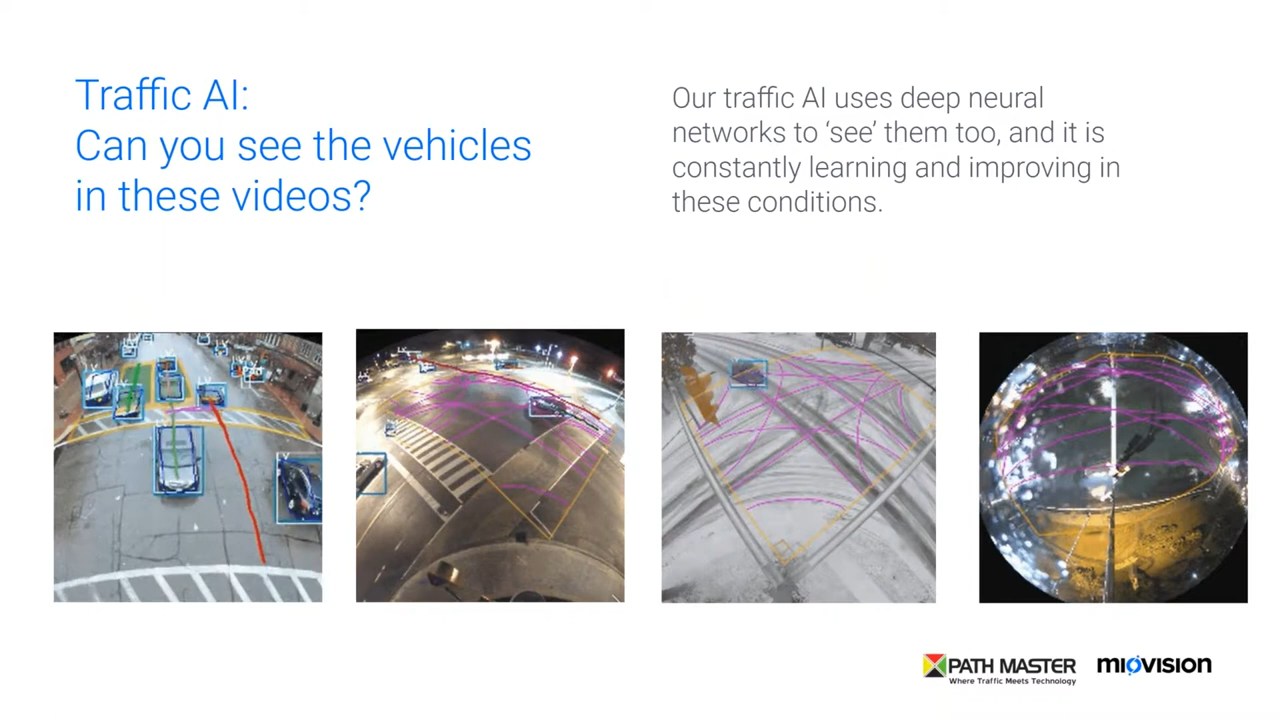 Traffic AI:
Can you see the vehicles
in these videos?
Our traffic AI uses deep neural
networks to ‘see’ them too, and it is
constantly learning and improving in
these conditions.
PATH MASTER
Where Traffic Meets Technology
miovision